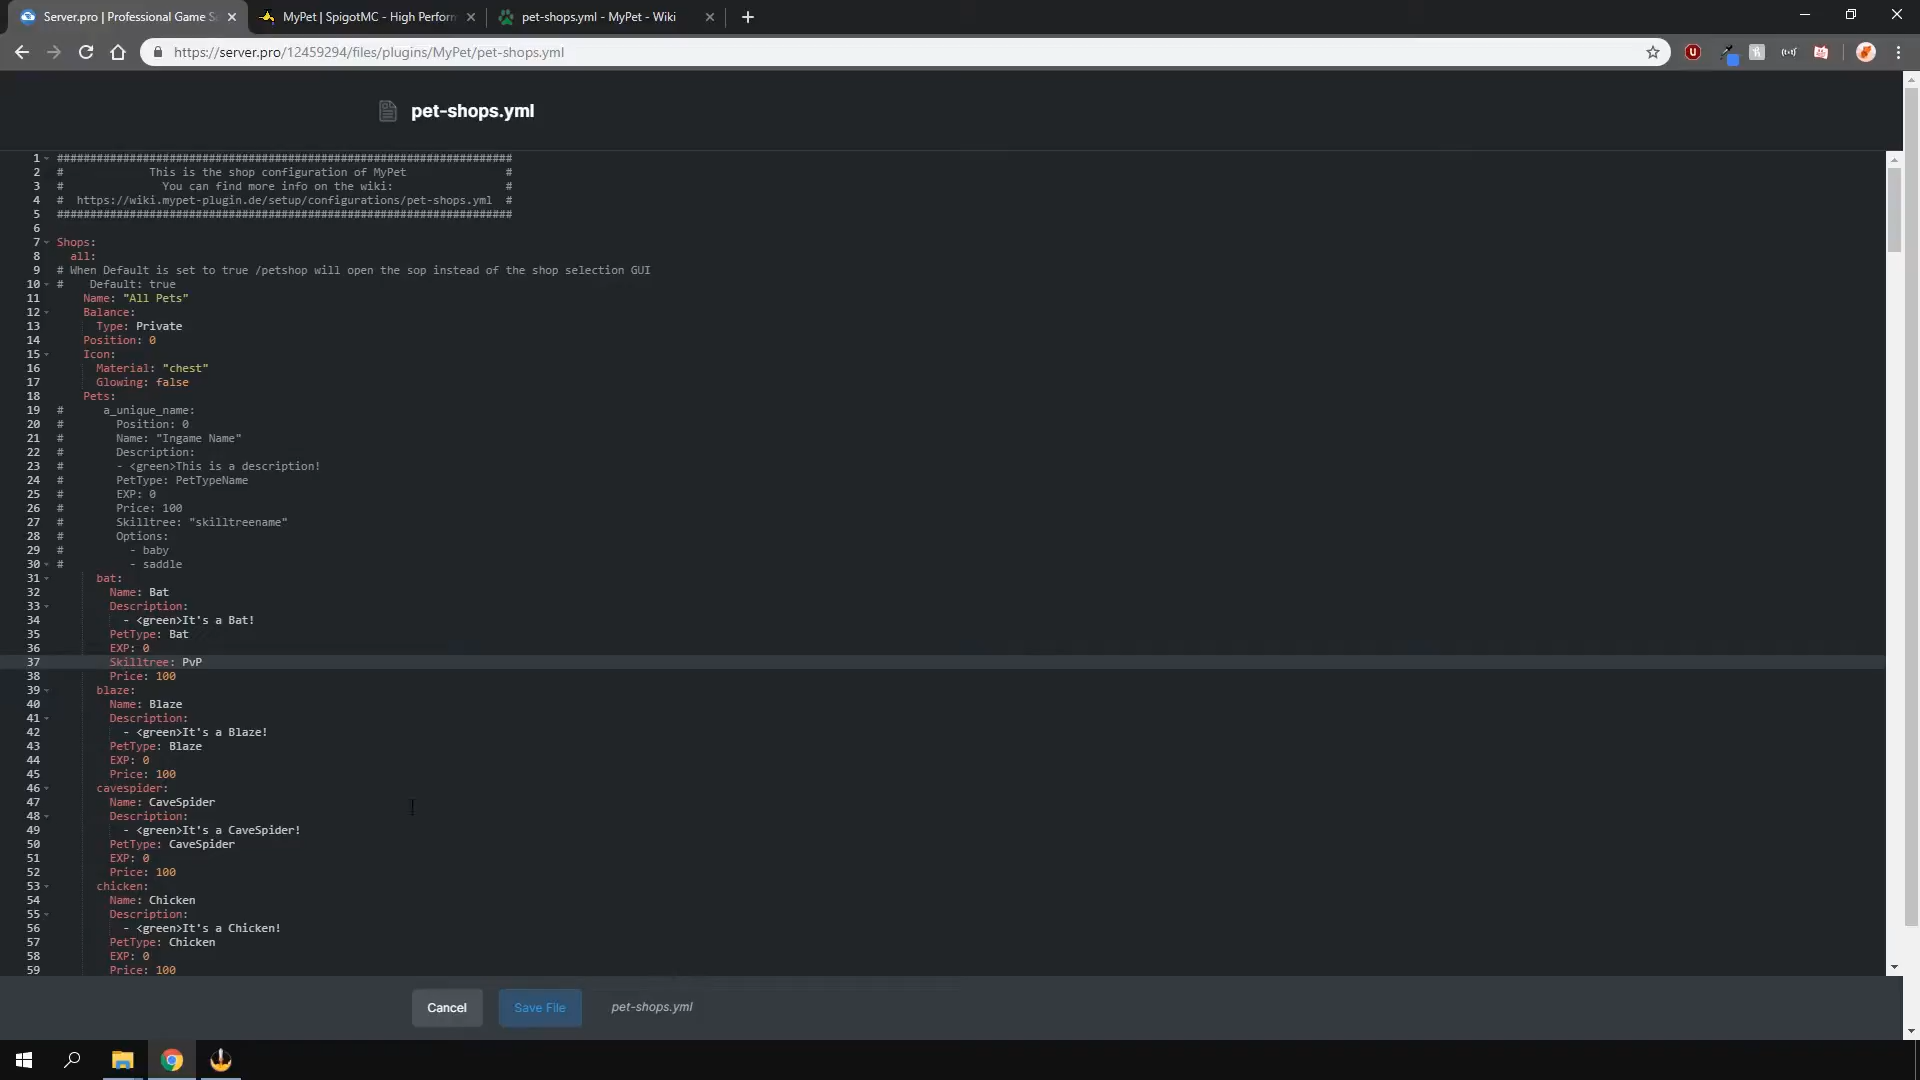 Server.pro | Professional Game S
MyPet | SpigotMC - High Perform
pet-shops.yml - MyPet - Wiki
https://server.pro/12459294/files/plugins/MyPet/pet-shops.yml
pet-shops.yml
1 #####################################################################
2 # This is the shop configuration of MyPet #
3 # You can find more info on the wiki: #
4 # https://wiki.mypet-plugin.de/setup/configurations/pet-shops.yml #
5 #####################################################################
6
7 Shops:
8 all:
9 # When Default is set to true /petshop will open the sop instead of the shop selection GUI
10 # Default: true
11 Name: "All Pets"
12 Balance:
13 Type: Private
14 Position: 0
15 Icon:
16 Material: "chest"
17 Glowing: false
18 Pets:
19 # a_unique_name:
20 # Position: 0
21 # Name: "Ingame Name"
22 # Description:
23 # - <green>This is a description!
24 # PetType: PetTypeName
25 # EXP: 0
26 # Price: 100
27 # Skilltree: "skilltreename"
28 # Options:
29 # - baby
30 # - saddle
31 bat:
32 Name: Bat
33 Description:
34 - <green>It's a Bat!
35 PetType: Bat
36 EXP: 0
37 Skilltree: PvP
38 Price: 100
39 blaze:
40 Name: Blaze
41 Description:
42 - <green>It's a Blaze!
43 PetType: Blaze
44 EXP: 0
45 Price: 100
46 cavespider:
47 Name: CaveSpider
48 Description:
49 - <green>It's a CaveSpider!
50 PetType: CaveSpider
51 EXP: 0
52 Price: 100
53 chicken:
54 Name: Chicken
55 Description:
56 - <green>It's a Chicken!
57 PetType: Chicken
58 EXP: 0
59 Price: 100
Cancel
Save File
pet-shops.yml